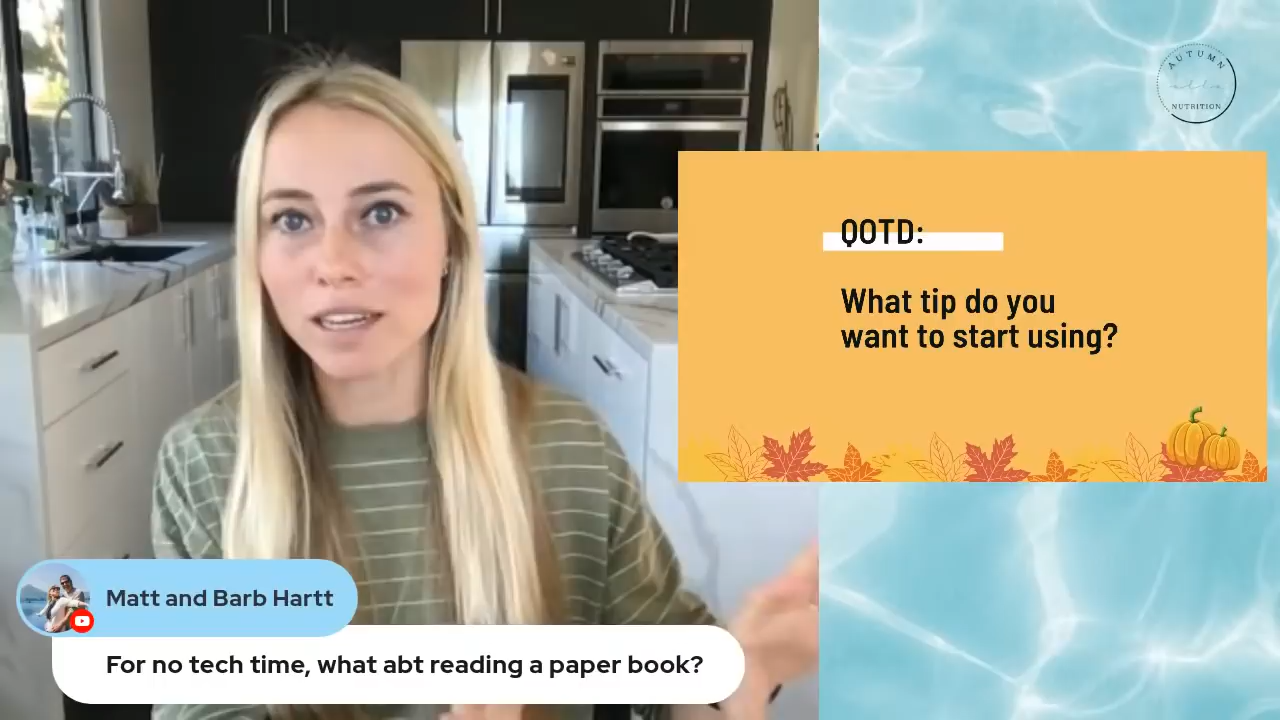 AUTUMN
elle
NUTRITION
QOTD:
What tip do you
want to start using?
Matt and Barb Hartt
For no tech time, what abt reading a paper book?